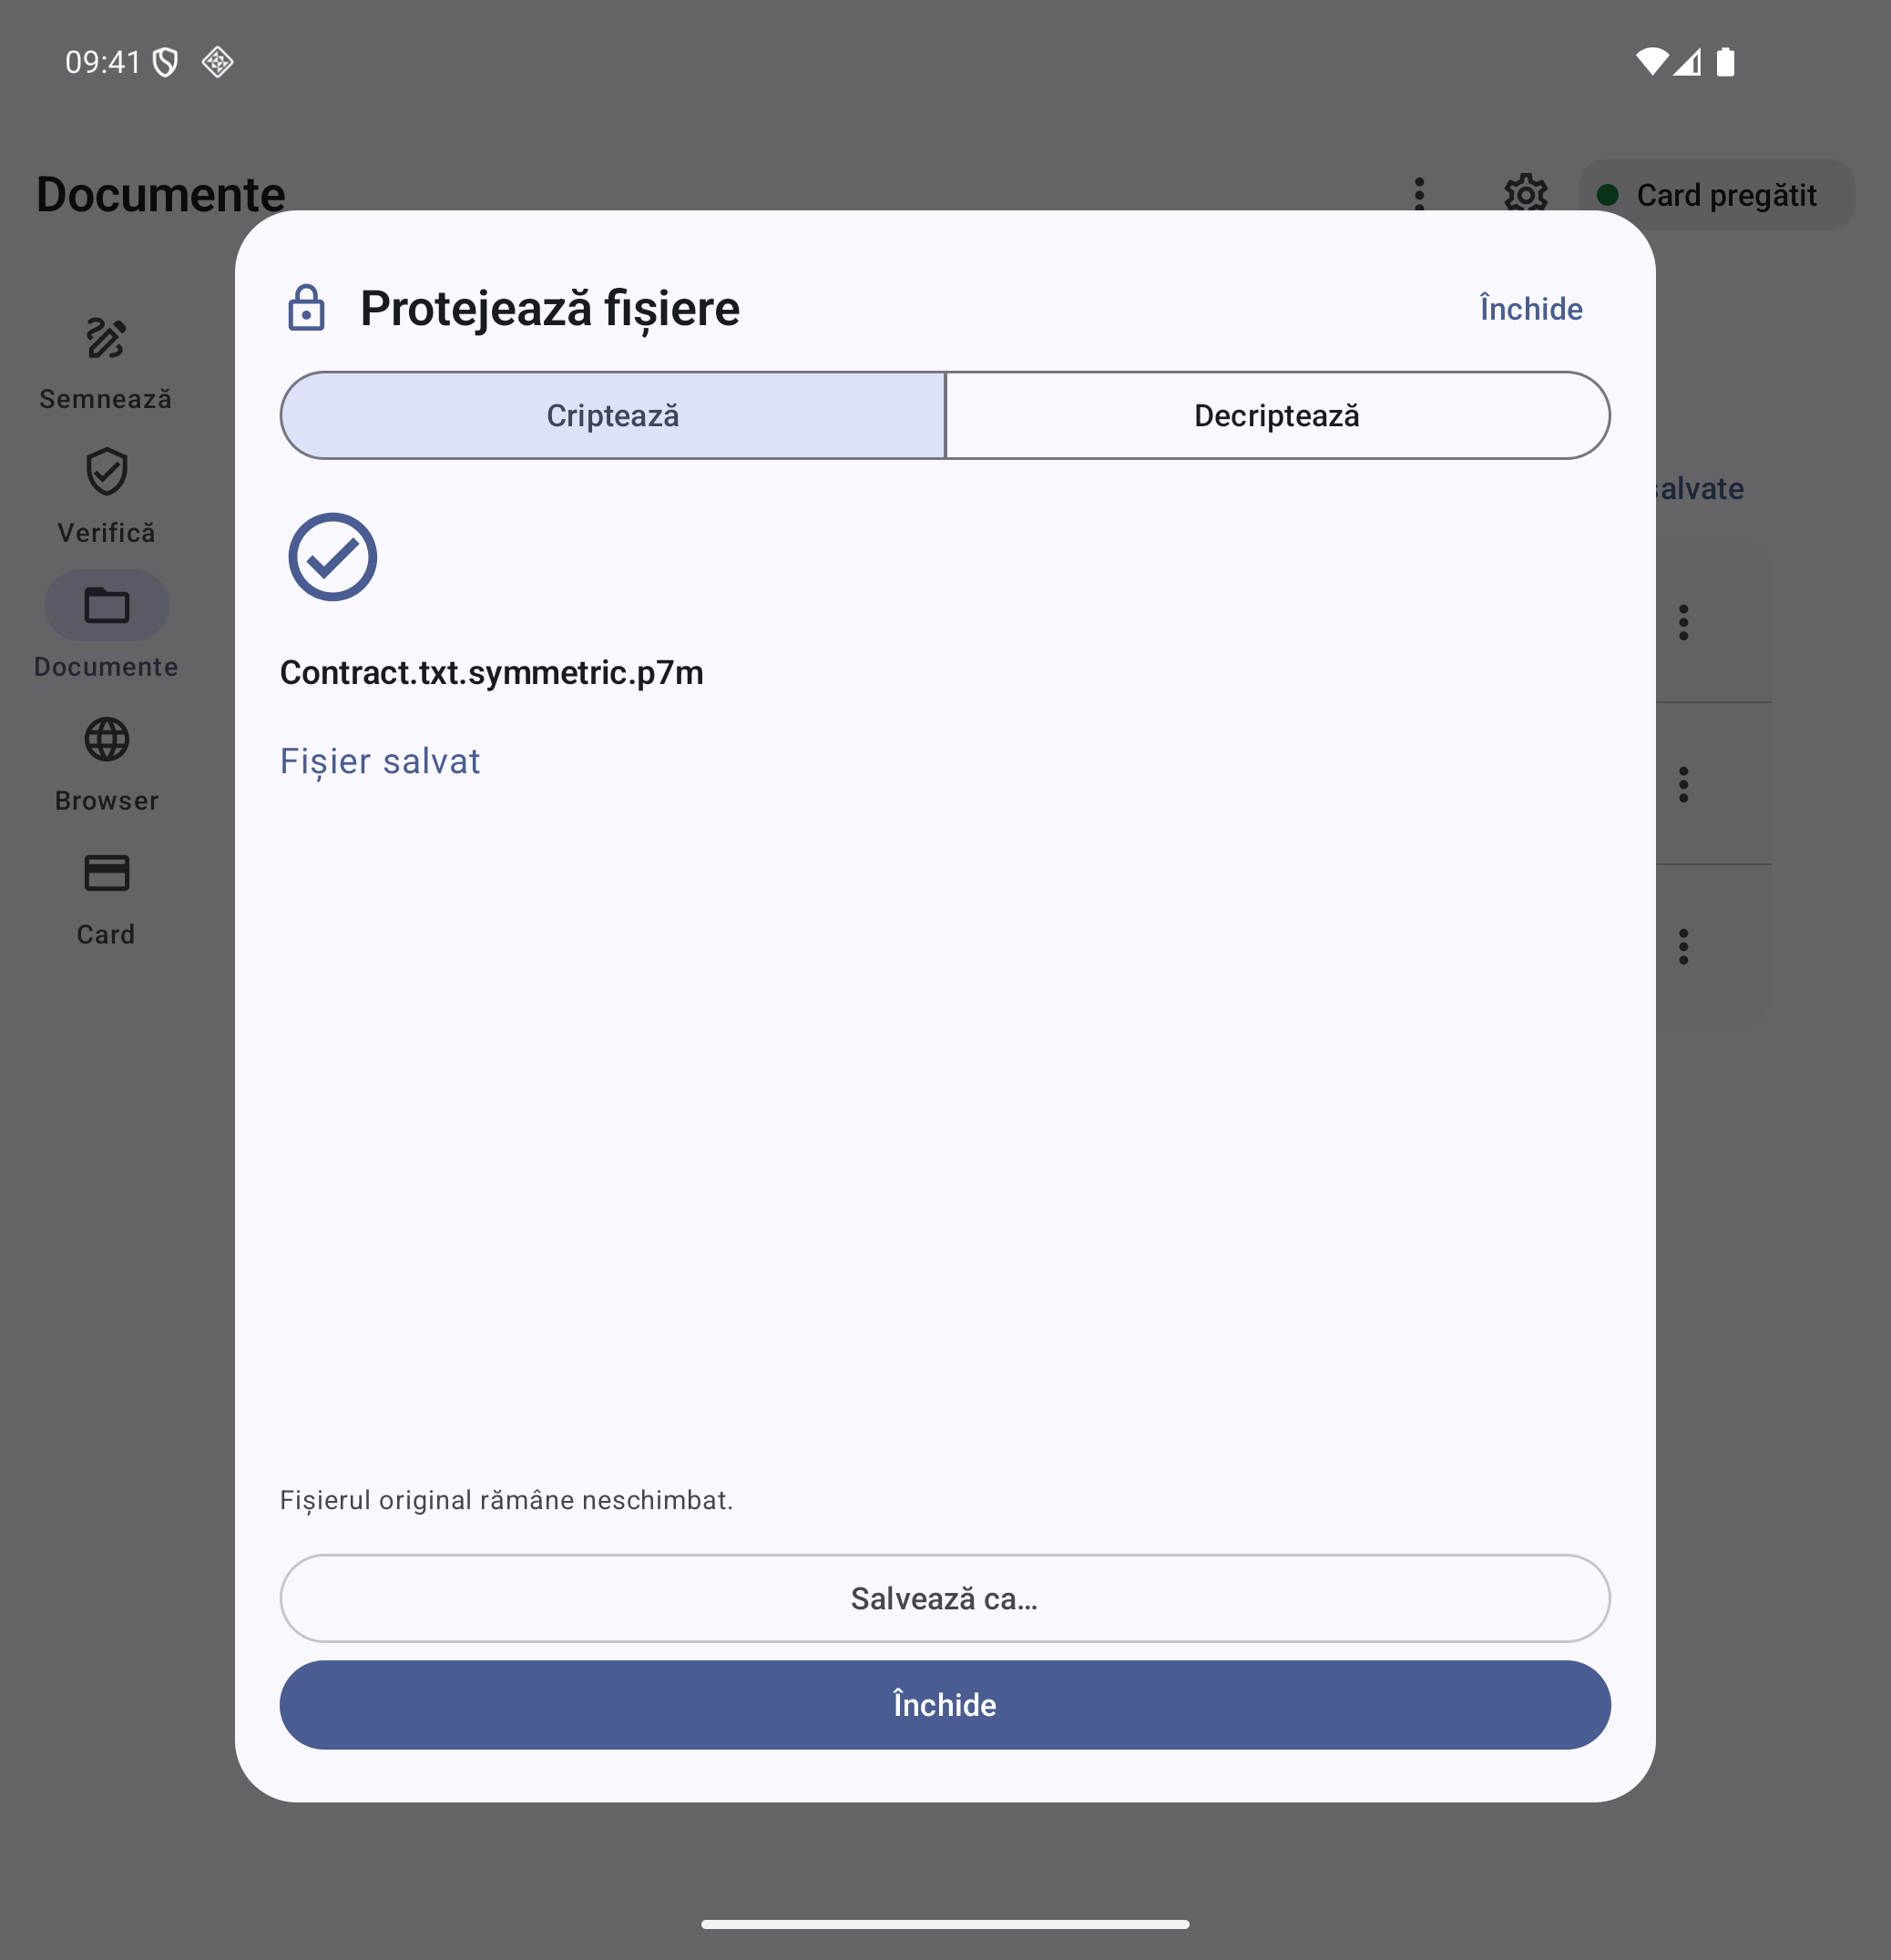 09:41
Documente
Card pregătit
Semnează
Verifică
Documente
Browser
Card
Protejează fișiere
Închide
Criptează
Decriptează
salvate
Contract.txt.symmetric.p7m
Fișier salvat
Fișierul original rămâne neschimbat.
Salvează ca…
Închide